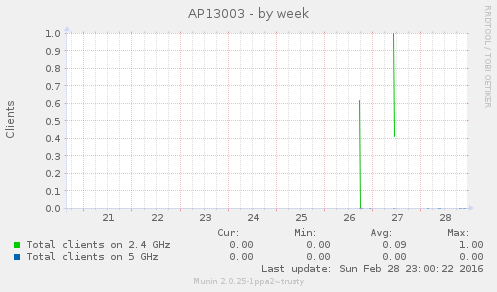 AP13003 - by week
RRDTOOL / TOBI OETIKER
Clients
1.0
0.9
0.8
0.7
0.6
0.5
0.4
0.3
0.2
0.1
0.0
21 22 23 24 25 26 27 28
Cur: Min: Avg: Max:
Total clients on 2.4 GHz 0.00 0.00 0.09 1.00
Total clients on 5 GHz 0.00 0.00 0.00 0.00
Last update: Sun Feb 28 23:00:22 2016
Munin 2.0.25-1ppa2~trusty